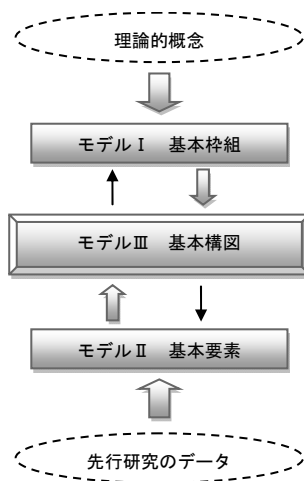 理論的概念
モデルⅠ　基本枠組
モデルⅢ　基本構図
モデルⅡ　基本要素
先行研究のデータ